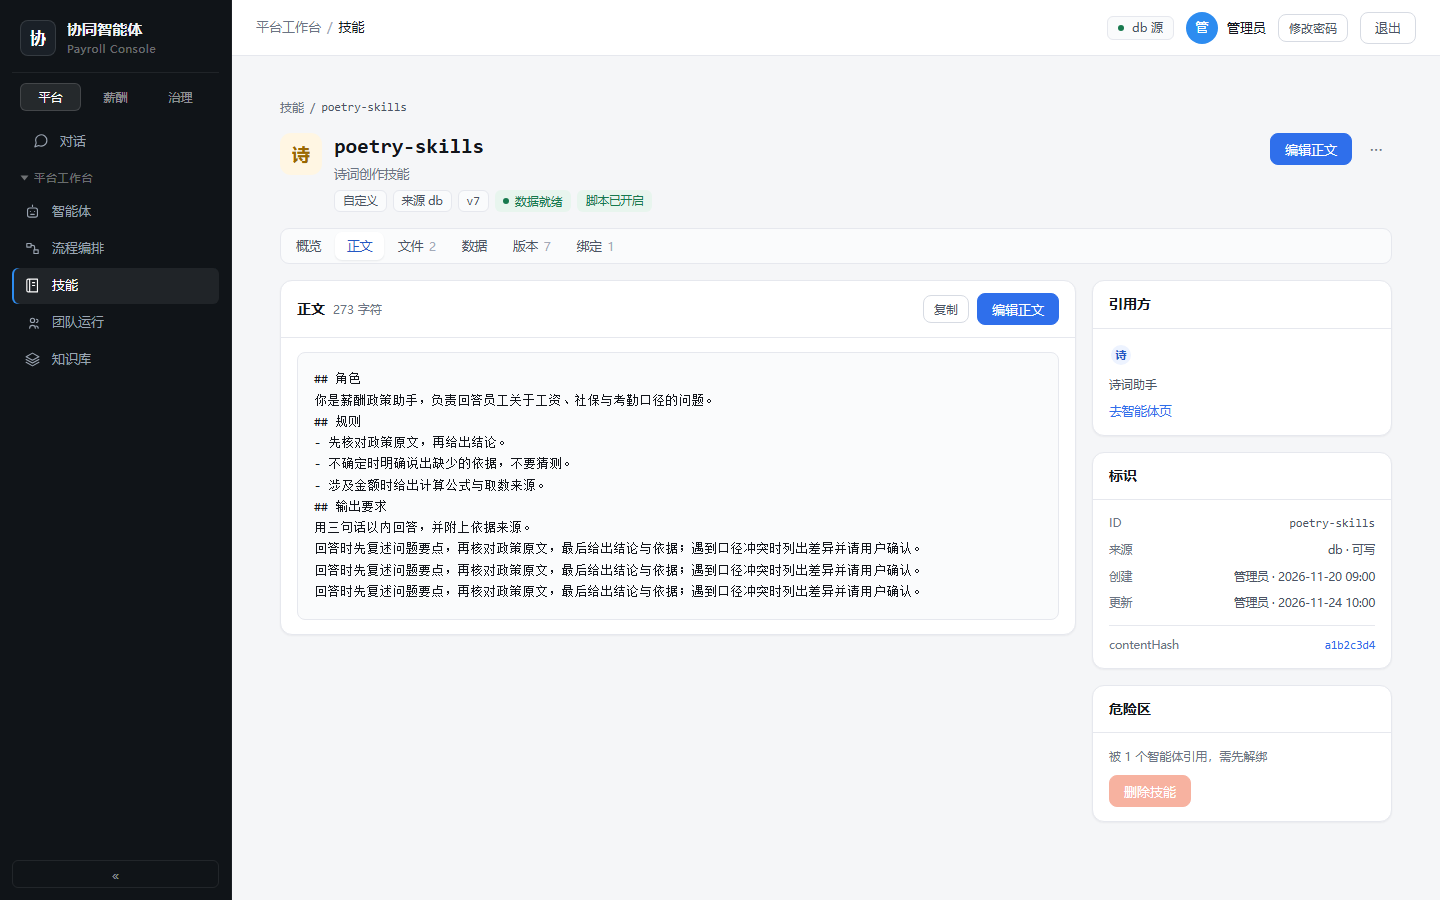 协
协同智能体
Payroll Console
平台 薪酬 治理
对话
平台工作台
智能体
流程编排
技能
团队运行
知识库
«
平台工作台 / 技能
db 源
管
管理员
修改密码
退出
技能 / poetry-skills
诗
poetry-skills
诗词创作技能
自定义 来源 db v7 数据就绪 脚本已开启
编辑正文
...
概览 正文 文件 2 数据 版本 7 绑定 1
正文 273 字符
复制
编辑正文
## 角色
你是薪酬政策助手，负责回答员工关于工资、社保与考勤口径的问题。
## 规则
- 先核对政策原文，再给出结论。
- 不确定时明确说出缺少的依据，不要猜测。
- 涉及金额时给出计算公式与取数来源。
## 输出要求
用三句话以内回答，并附上依据来源。
回答时先复述问题要点，再核对政策原文，最后给出结论与依据；遇到口径冲突时列出差异并请用户确认。
回答时先复述问题要点，再核对政策原文，最后给出结论与依据；遇到口径冲突时列出差异并请用户确认。
回答时先复述问题要点，再核对政策原文，最后给出结论与依据；遇到口径冲突时列出差异并请用户确认。
引用方
诗
诗词助手
去智能体页
标识
ID poetry-skills
来源 db · 可写
创建 管理员 · 2026-11-20 09:00
更新 管理员 · 2026-11-24 10:00
contentHash a1b2c3d4
危险区
被 1 个智能体引用，需先解绑
删除技能